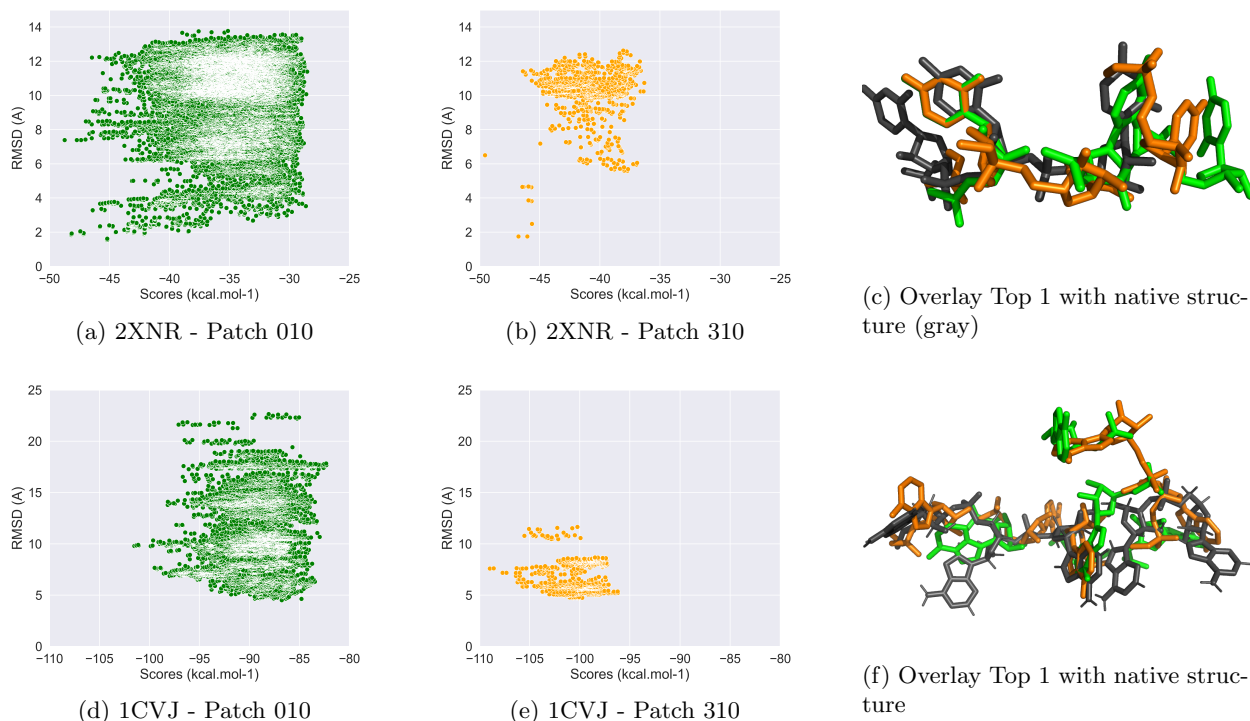 14
12
10
8
6
4
2
0
RMSD (A)
−50 −45 −40 −35 −30 −25
Scores (kcal.mol-1)
(a) 2XNR - Patch 010
14
12
10
8
6
4
2
0
RMSD (A)
−50 −45 −40 −35 −30 −25
Scores (kcal.mol-1)
(b) 2XNR - Patch 310
(c) Overlay Top 1 with native struc-
ture (gray)
25
20
15
10
5
0
RMSD (A)
−110 −105 −100 −95 −90 −85 −80
Scores (kcal.mol-1)
(d) 1CVJ - Patch 010
25
20
15
10
5
0
RMSD (A)
−110 −105 −100 −95 −90 −85 −80
Scores (kcal.mol-1)
(e) 1CVJ - Patch 310
(f) Overlay Top 1 with native struc-
ture